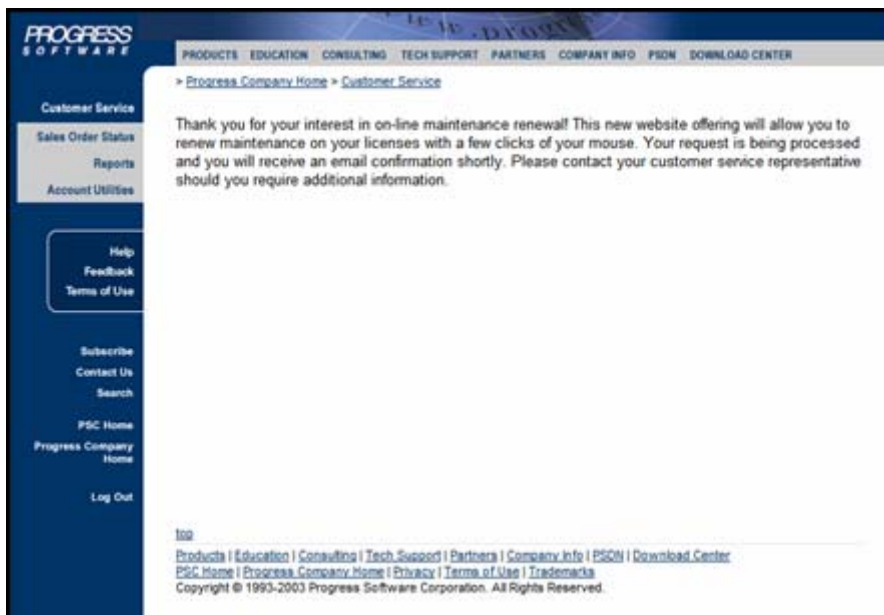 PROGRESS
SOFTWARE
PRODUCTS EDUCATION CONSULTING TECH SUPPORT PARTNERS COMPANY INFO PSDN DOWNLOAD CENTER
> Progress Company Home > Customer Service
Customer Service
Sales Order Status
Reports
Account Utilities
Help
Feedback
Terms of Use
Subscribe
Contact Us
Search
PSC Home
Progress Company
Home
Log Out
Thank you for your interest in on-line maintenance renewal! This new website offering will allow you to
renew maintenance on your licenses with a few clicks of your mouse. Your request is being processed
and you will receive an email confirmation shortly. Please contact your customer service representative
should you require additional information.
top
Products | Education | Consulting | Tech Support | Partners | Company Info | PSDN | Download Center
PSC Home | Progress Company Home | Privacy | Terms of Use | Trademarks
Copyright © 1993-2003 Progress Software Corporation. All Rights Reserved.